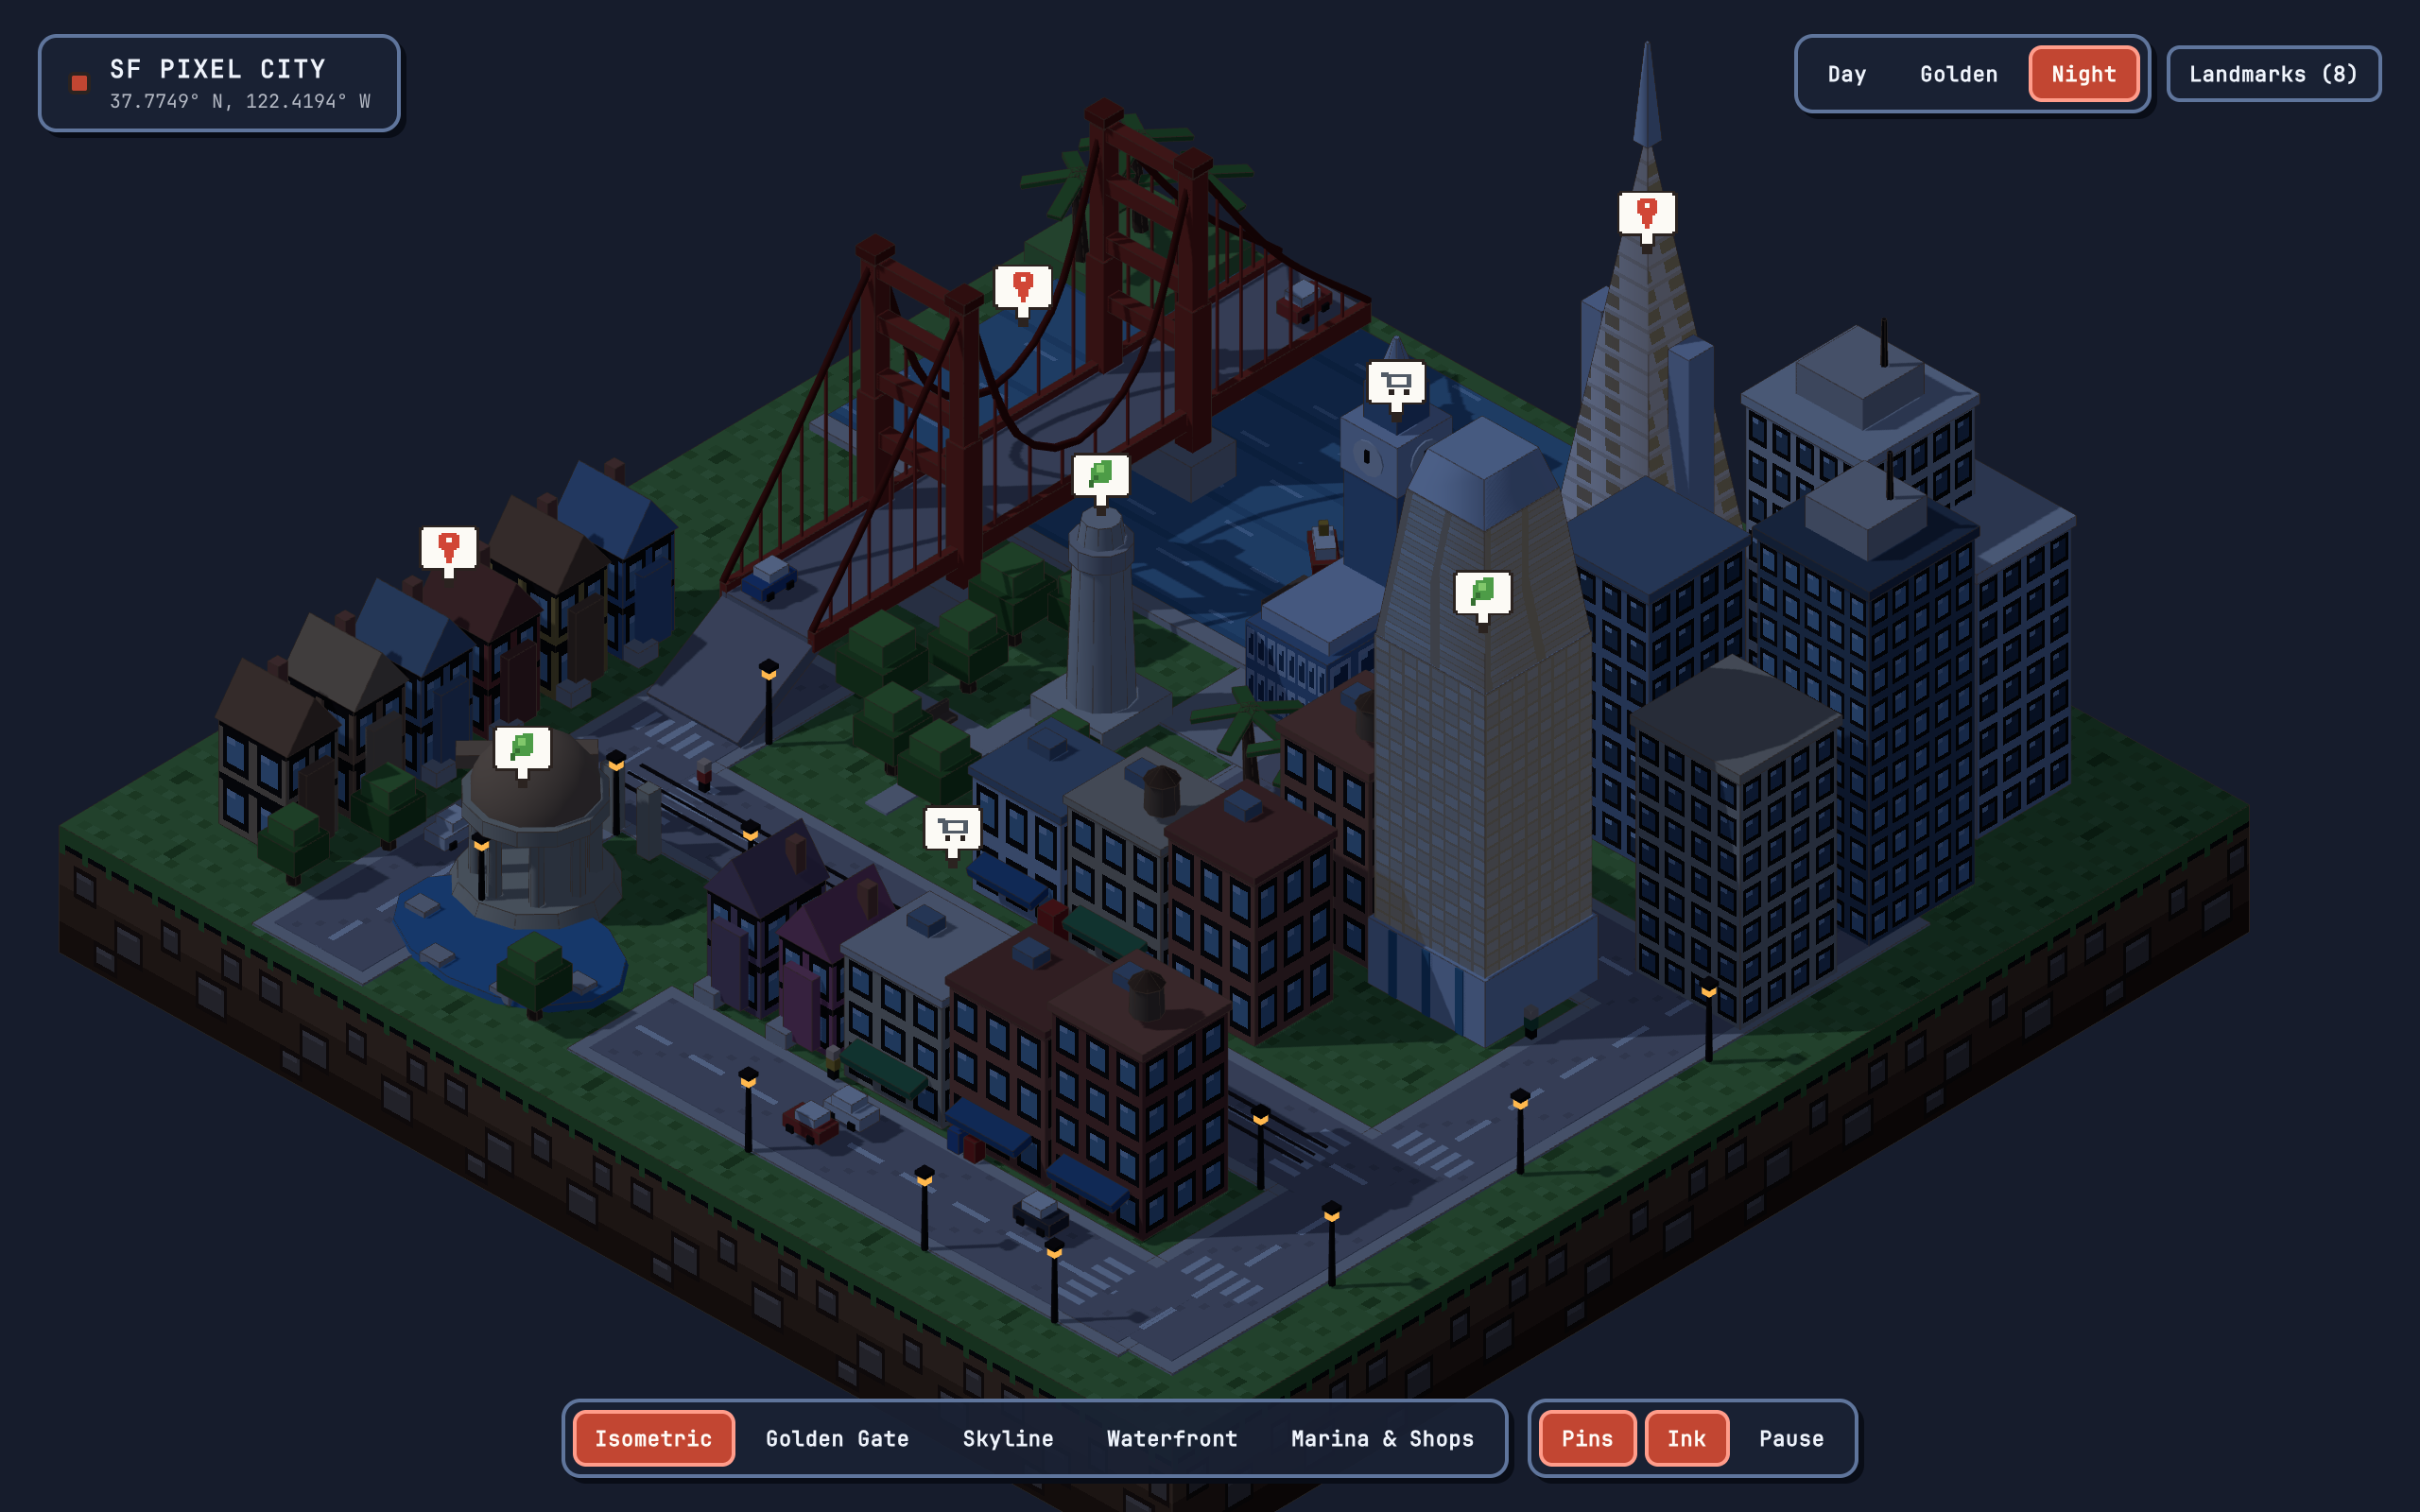 SF PIXEL CITY
37.7749° N, 122.4194° W
Day Golden Night Landmarks (8)
Isometric Golden Gate Skyline Waterfront Marina & Shops Pins Ink Pause